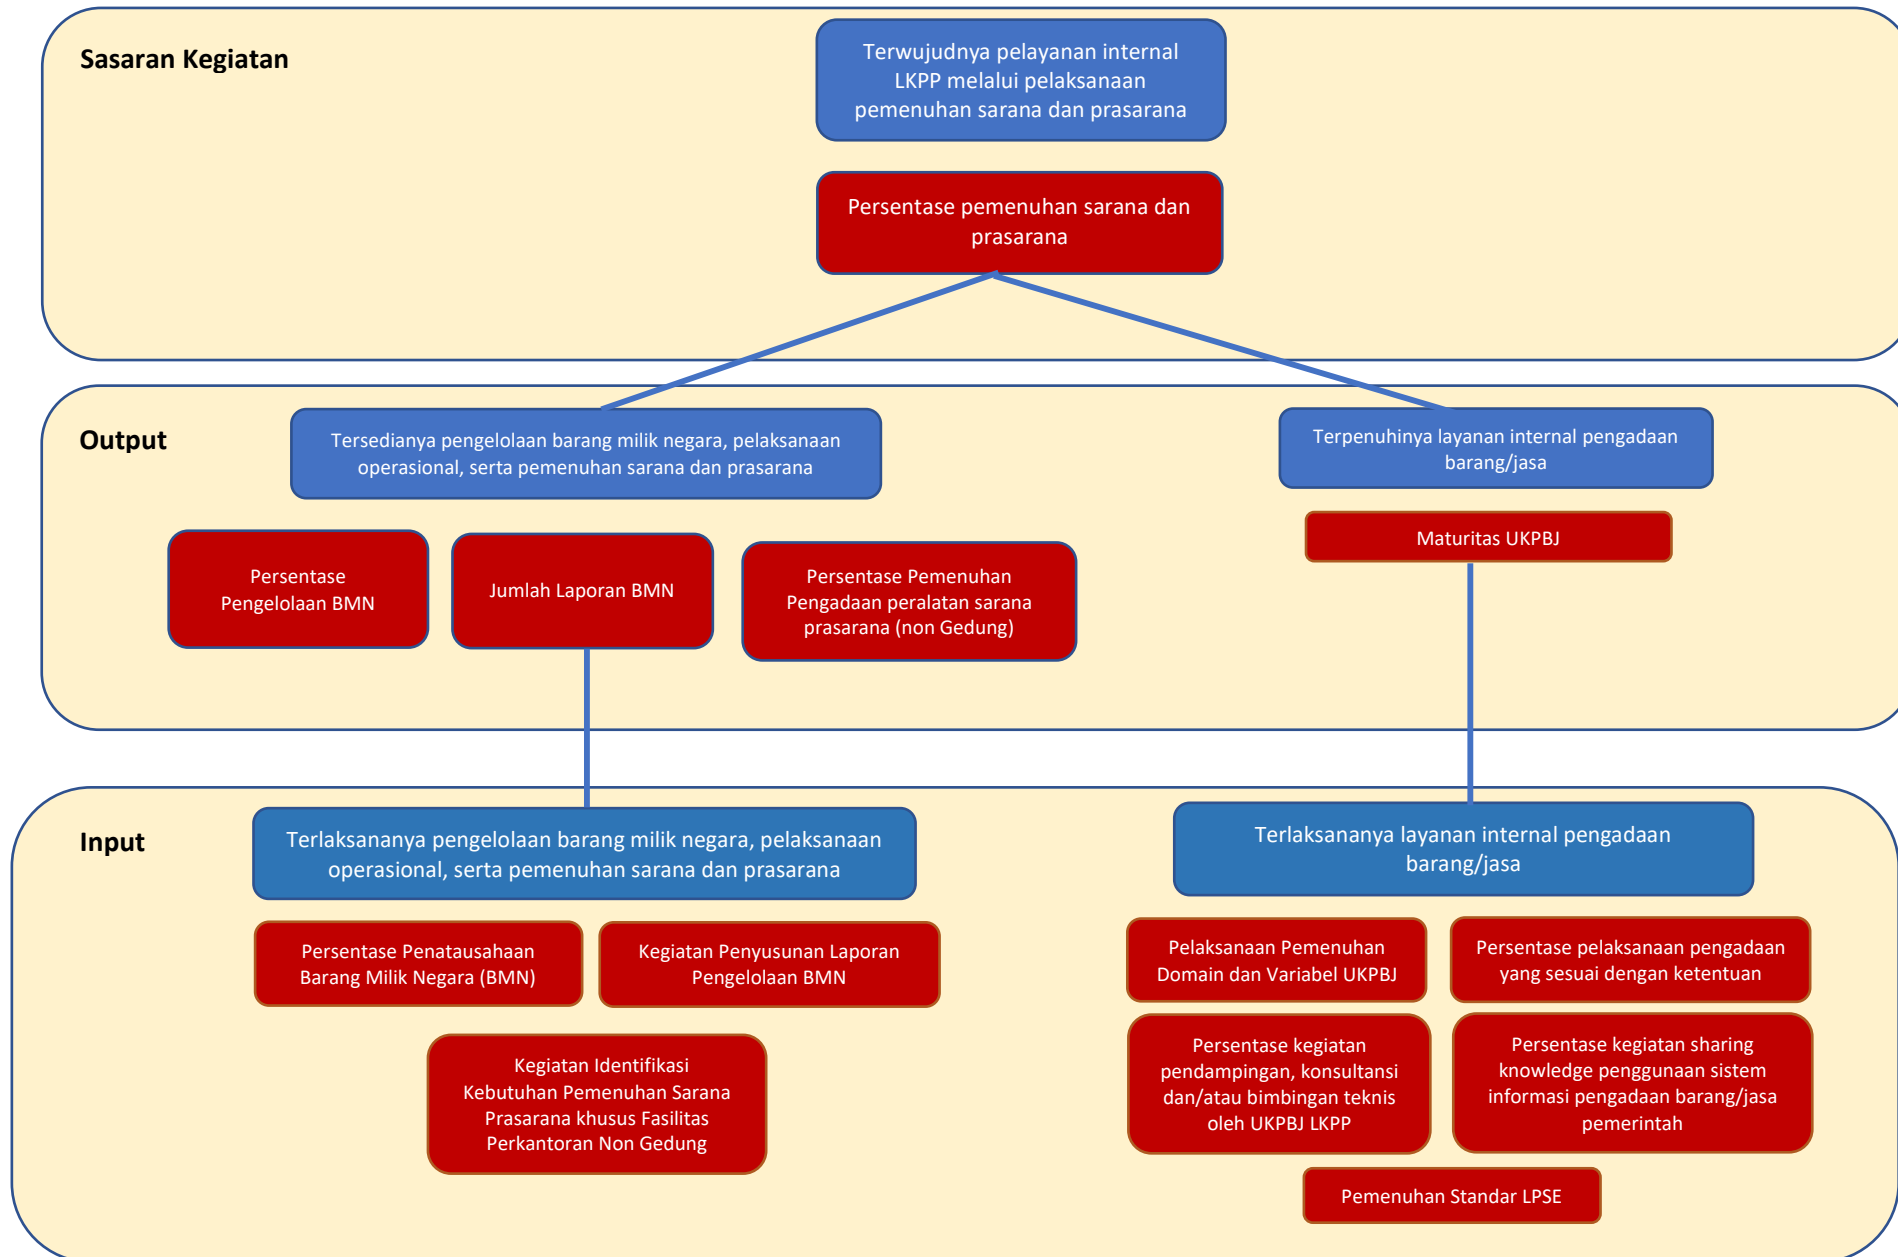 Sasaran Kegiatan
Terwujudnya pelayanan internal
LKPP melalui pelaksanaan
pemenuhan sarana dan prasarana
Persentase pemenuhan sarana dan
prasarana
Output
Tersedianya pengelolaan barang milik negara, pelaksanaan
operasional, serta pemenuhan sarana dan prasarana
Terpenuhinya layanan internal pengadaan
barang/jasa
Persentase
Pengelolaan BMN
Jumlah Laporan BMN
Persentase Pemenuhan
Pengadaan peralatan sarana
prasarana (non Gedung)
Maturitas UKPBJ
Input
Terlaksananya pengelolaan barang milik negara, pelaksanaan
operasional, serta pemenuhan sarana dan prasarana
Terlaksananya layanan internal pengadaan
barang/jasa
Persentase Penatausahaan
Barang Milik Negara (BMN)
Kegiatan Penyusunan Laporan
Pengelolaan BMN
Kegiatan Identifikasi
Kebutuhan Pemenuhan Sarana
Prasarana khusus Fasilitas
Perkantoran Non Gedung
Pelaksanaan Pemenuhan
Domain dan Variabel UKPBJ
Persentase pelaksanaan pengadaan
yang sesuai dengan ketentuan
Persentase kegiatan
pendampingan, konsultansi
dan/atau bimbingan teknis
oleh UKPBJ LKPP
Persentase kegiatan sharing
knowledge penggunaan sistem
informasi pengadaan barang/jasa
pemerintah
Pemenuhan Standar LPSE